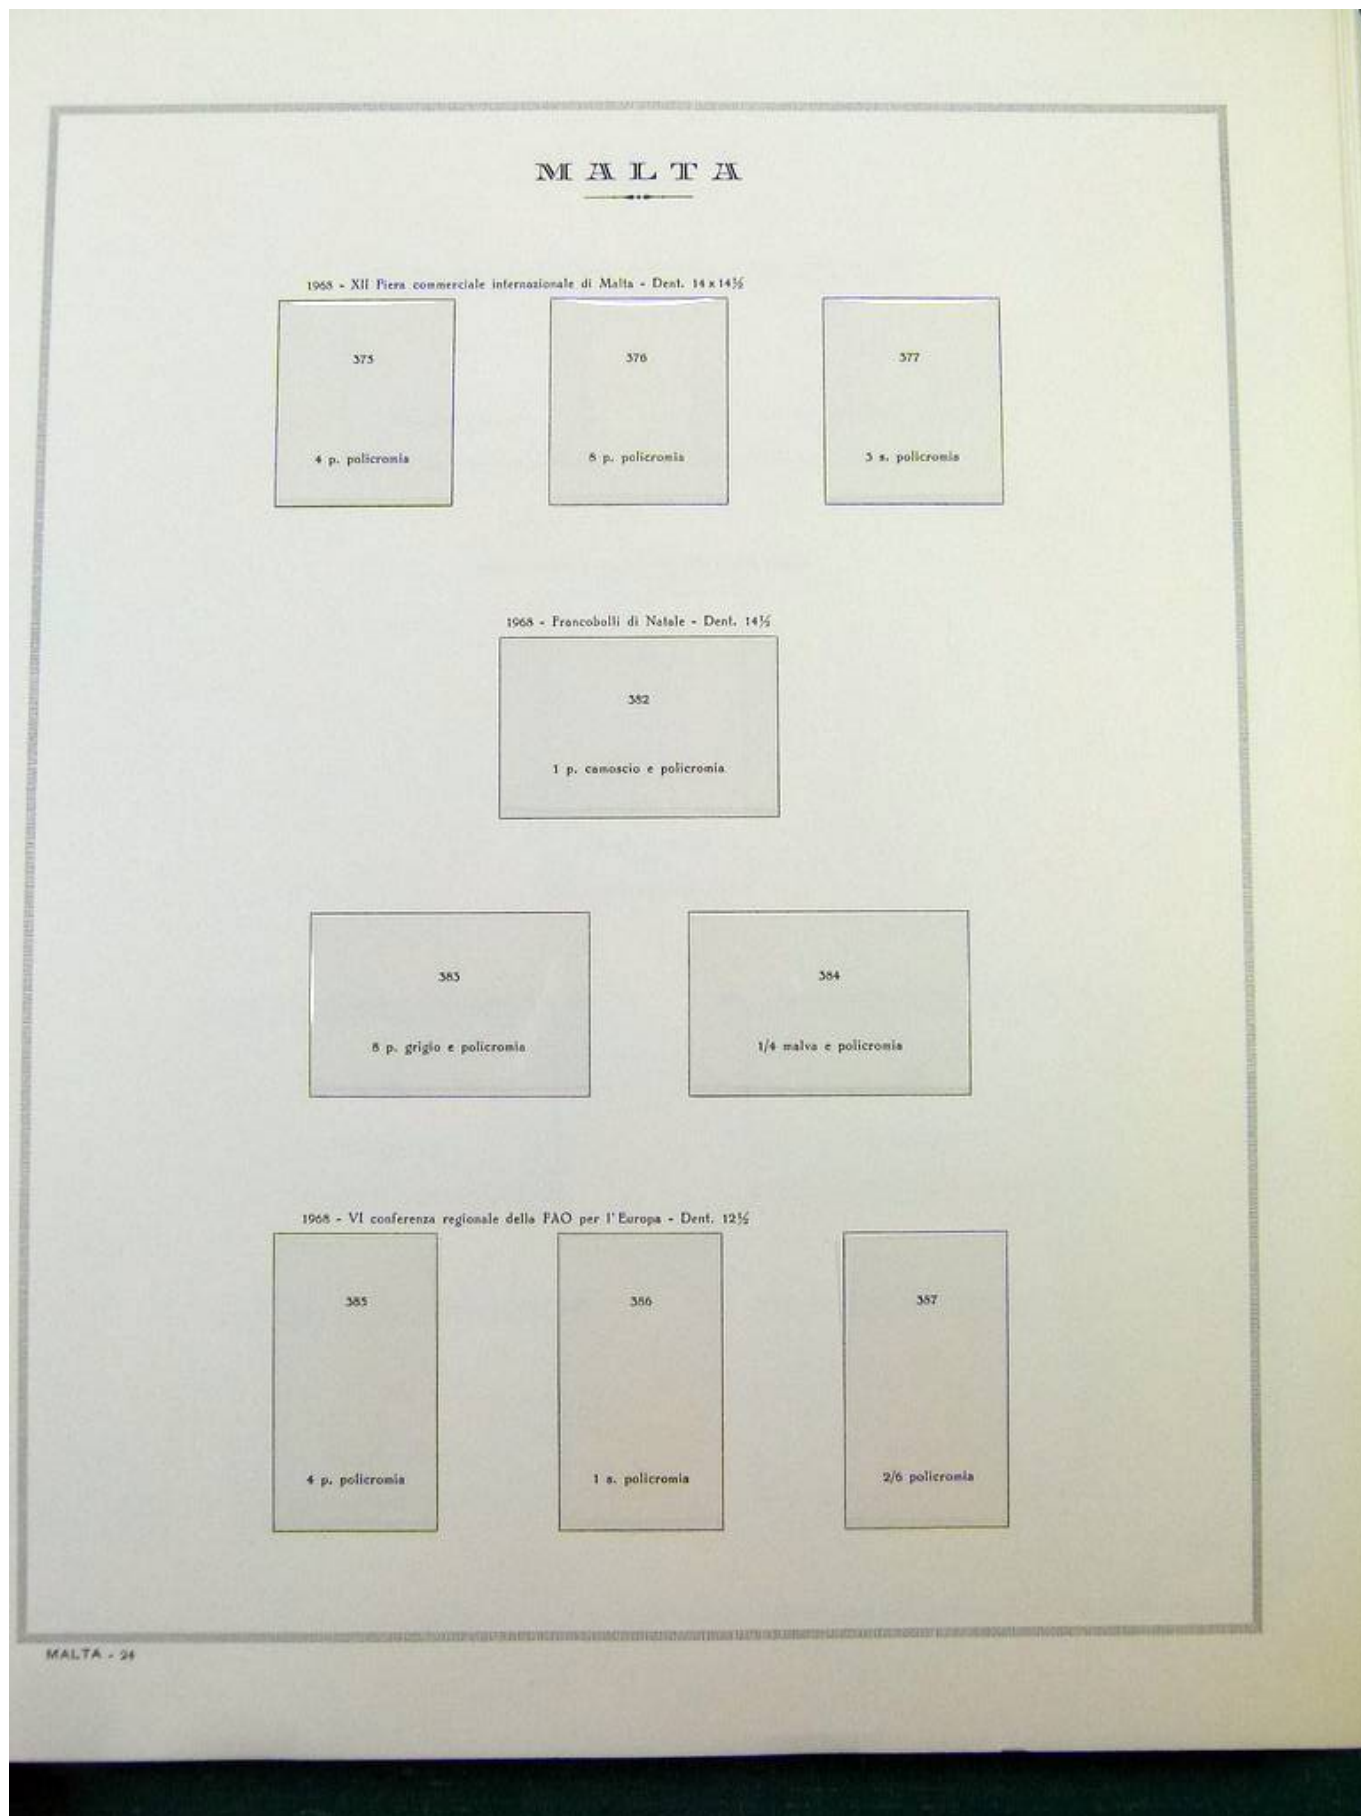 MALTA
1968 - XII Fiera commerciale internazionale di Malta - Dent. 14 x 14½
375
376
377
4 p. policromia
8 p. policromia
3 s. policromia
1968 - Francobolli di Natale - Dent. 14½
382
1 p. camoscio e policromia
383
384
8 p. grigio e policromia
1/4 malva e policromia
1968 - VI conferenza regionale della FAO per l'Europa - Dent. 12½
385
386
387
4 p. policromia
1 s. policromia
2/6 policromia
MALTA - 24